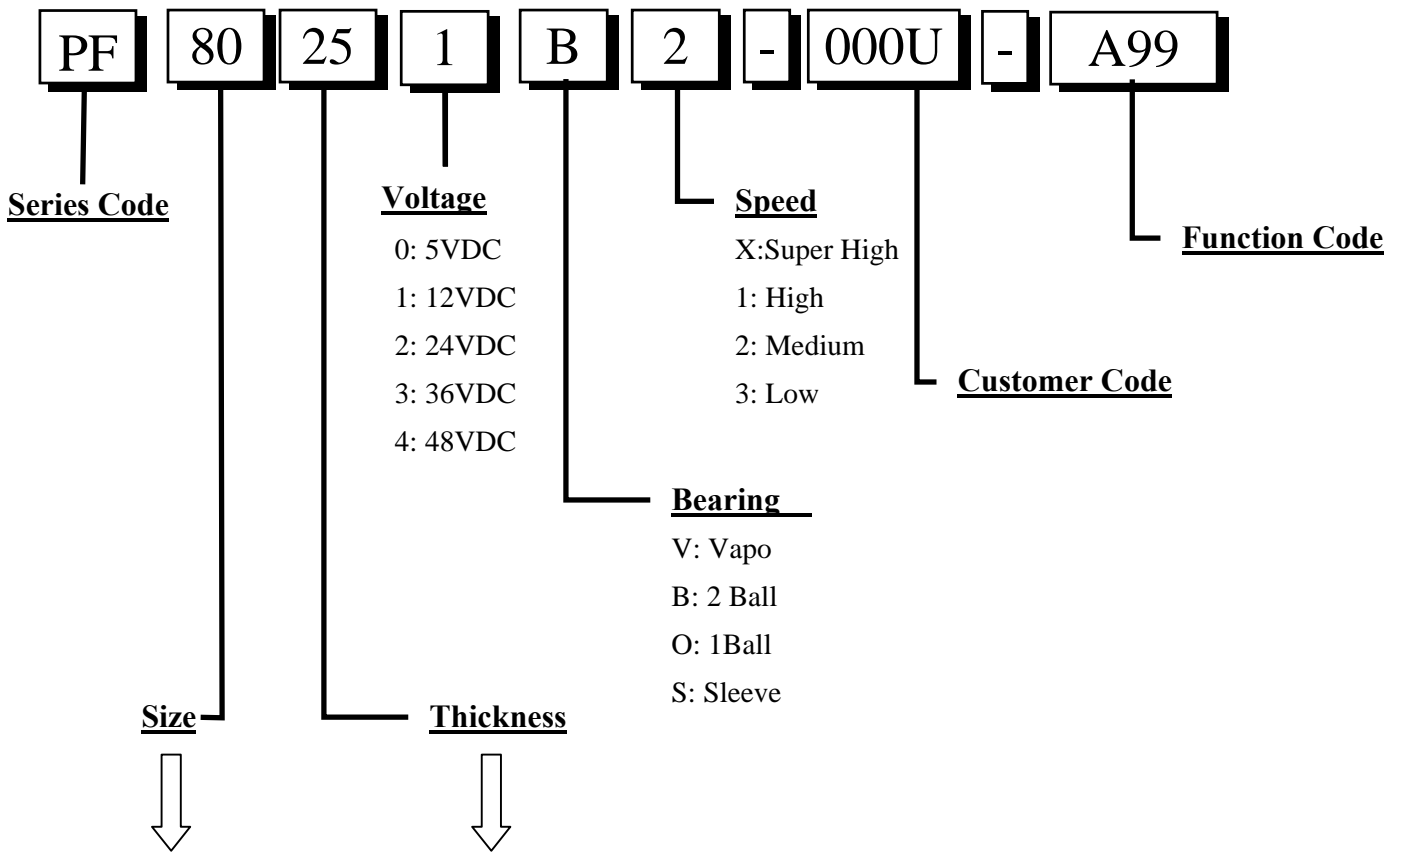 PF 80 25 1 B 2 - 000U - A99
Series Code
Voltage
0: 5VDC
1: 12VDC
2: 24VDC
3: 36VDC
4: 48VDC
Speed
X:Super High
1: High
2: Medium
3: Low
Function Code
Customer Code
Bearing
V: Vapo
B: 2 Ball
O: 1Ball
S: Sleeve
Size
Thickness